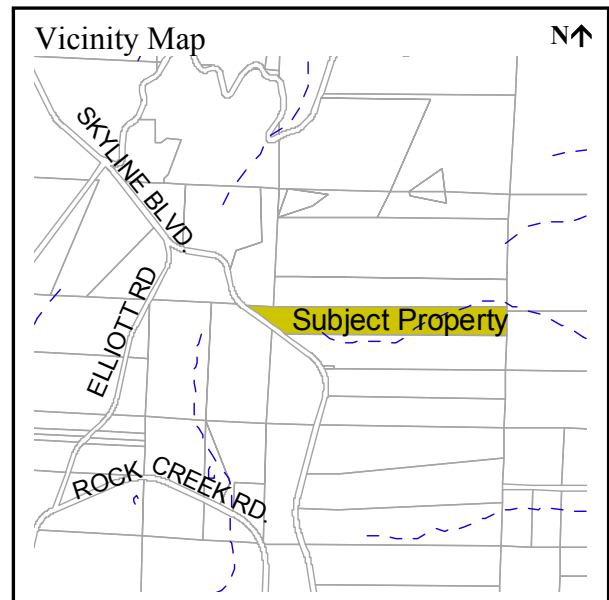 Vicinity Map
N↑
SKYLINE BLVD.
Subject Property
ELLIOTT RD
ROCK CREEK RD.